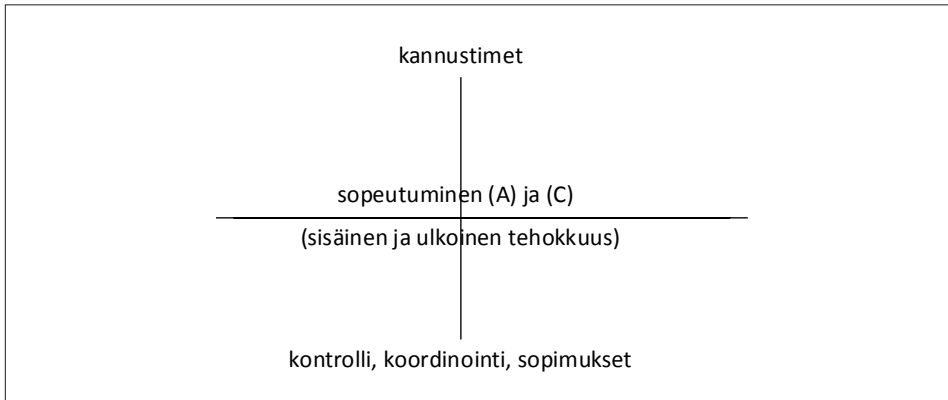 kannustimet
sopeutuminen (A) ja (C)
(sisäinen ja ulkoinen tehokkuus)
kontrolli, koordinointi, sopimukset